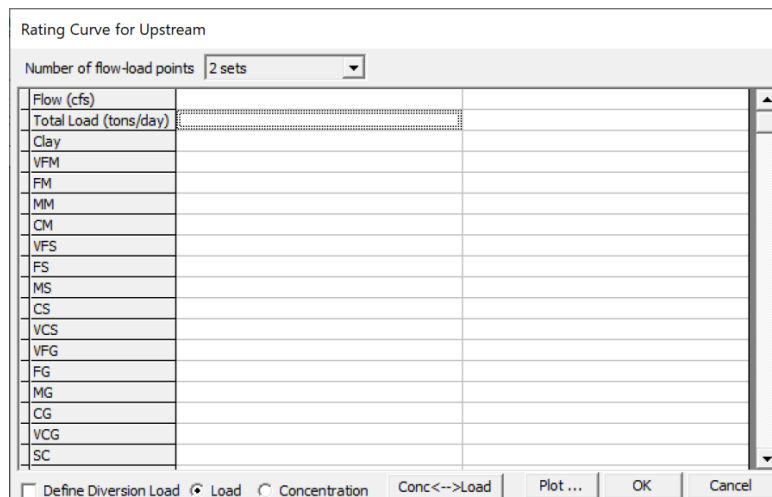 Rating Curve for Upstream
Number of flow-load points 2 sets
Flow (cfs)
Total Load (tons/day)
Clay
VFM
FM
MM
CM
VFS
FS
MS
CS
VCS
VFG
FG
MG
CG
VCG
SC
Define Diversion Load Load Concentration Conc<-->Load Plot ... OK Cancel